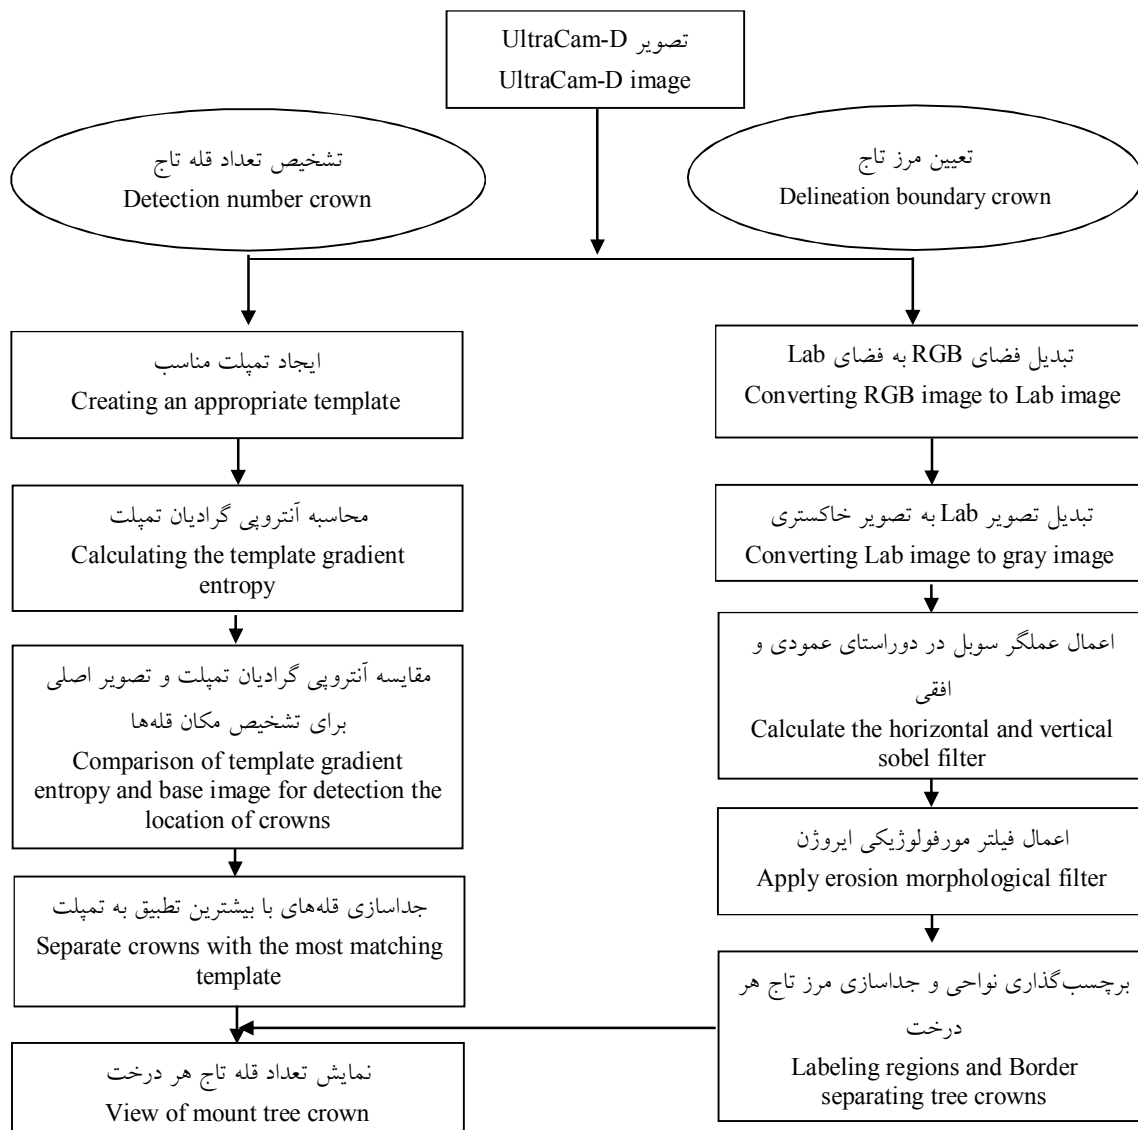 تصویر UltraCam-D
UltraCam-D image
تشخیص تعداد قله تاج
Detection number crown
تعیین مرز تاج
Delineation boundary crown
ایجاد تمپلت مناسب
Creating an appropriate template
محاسبه آنتروپی گرادیان تمپلت
Calculating the template gradient
entropy
مقایسه آنتروپی گرادیان تمپلت و تصویر اصلی
برای تشخیص مکان قله‌ها
Comparison of template gradient
entropy and base image for detection the
location of crowns
جداسازی قله‌های با بیشترین تطبیق به تمپلت
Separate crowns with the most matching
template
نمایش تعداد قله تاج هر درخت
View of mount tree crown
تبدیل فضای RGB به فضای Lab
Converting RGB image to Lab image
تبدیل تصویر Lab به تصویر خاکستری
Converting Lab image to gray image
اعمال عملگر سوبل در دوراستای عمودی و
افقی
Calculate the horizontal and vertical
sobel filter
اعمال فیلتر مورفولوژیکی ایروژن
Apply erosion morphological filter
برچسب‌گذاری نواحی و جداسازی مرز تاج هر
درخت
Labeling regions and Border
separating tree crowns